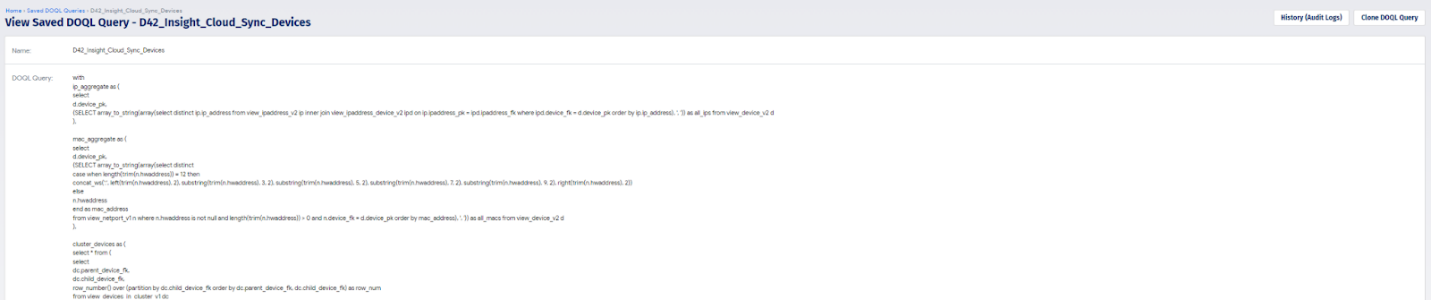 Home › Saved DOQL Queries › D42_Insight_Cloud_Sync_Devices
View Saved DOQL Query - D42_Insight_Cloud_Sync_Devices
History (Audit Logs)
Clone DOQL Query
Name: D42_Insight_Cloud_Sync_Devices
DOQL Query: with
ip_aggregate as (
select
d.device_pk,
(SELECT array_to_string(array(select distinct ip.ip_address from view_ipaddress_v2 ip inner join view_ipaddress_device_v2 ipd on ip.ipaddress_pk = ipd.ipaddress_fk where ipd.device_fk = d.device_pk order by ip.ip_address), ', ')) as all_ips from view_device_v2 d
),
mac_aggregate as (
select
d.device_pk,
(SELECT array_to_string(array(select distinct
case when length(trim(n.hwaddress)) = 12 then
concat_ws(':', left(trim(n.hwaddress), 2), substring(trim(n.hwaddress), 3, 2), substring(trim(n.hwaddress), 5, 2), substring(trim(n.hwaddress), 7, 2), substring(trim(n.hwaddress), 9, 2), right(trim(n.hwaddress), 2))
else
n.hwaddress
end as mac_address
from view_netport_v1 n where n.hwaddress is not null and length(trim(n.hwaddress)) > 0 and n.device_fk = d.device_pk order by mac_address), ', ')) as all_macs from view_device_v2 d
),
cluster_devices as (
select * from (
select
dc.parent_device_fk,
dc.child_device_fk,
row_number() over (partition by dc.child_device_fk order by dc.parent_device_fk, dc.child_device_fk) as row_num
from view_devices_in_cluster_v1 dc